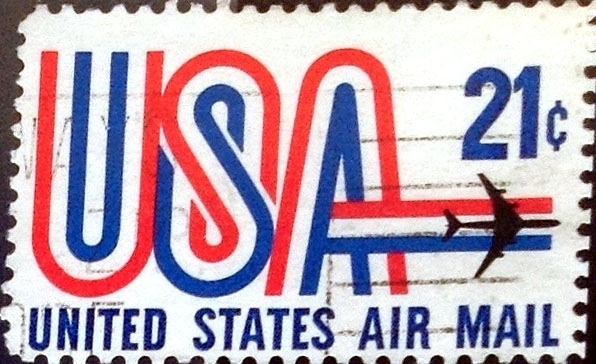 USA
21¢
UNITED STATES AIR MAIL